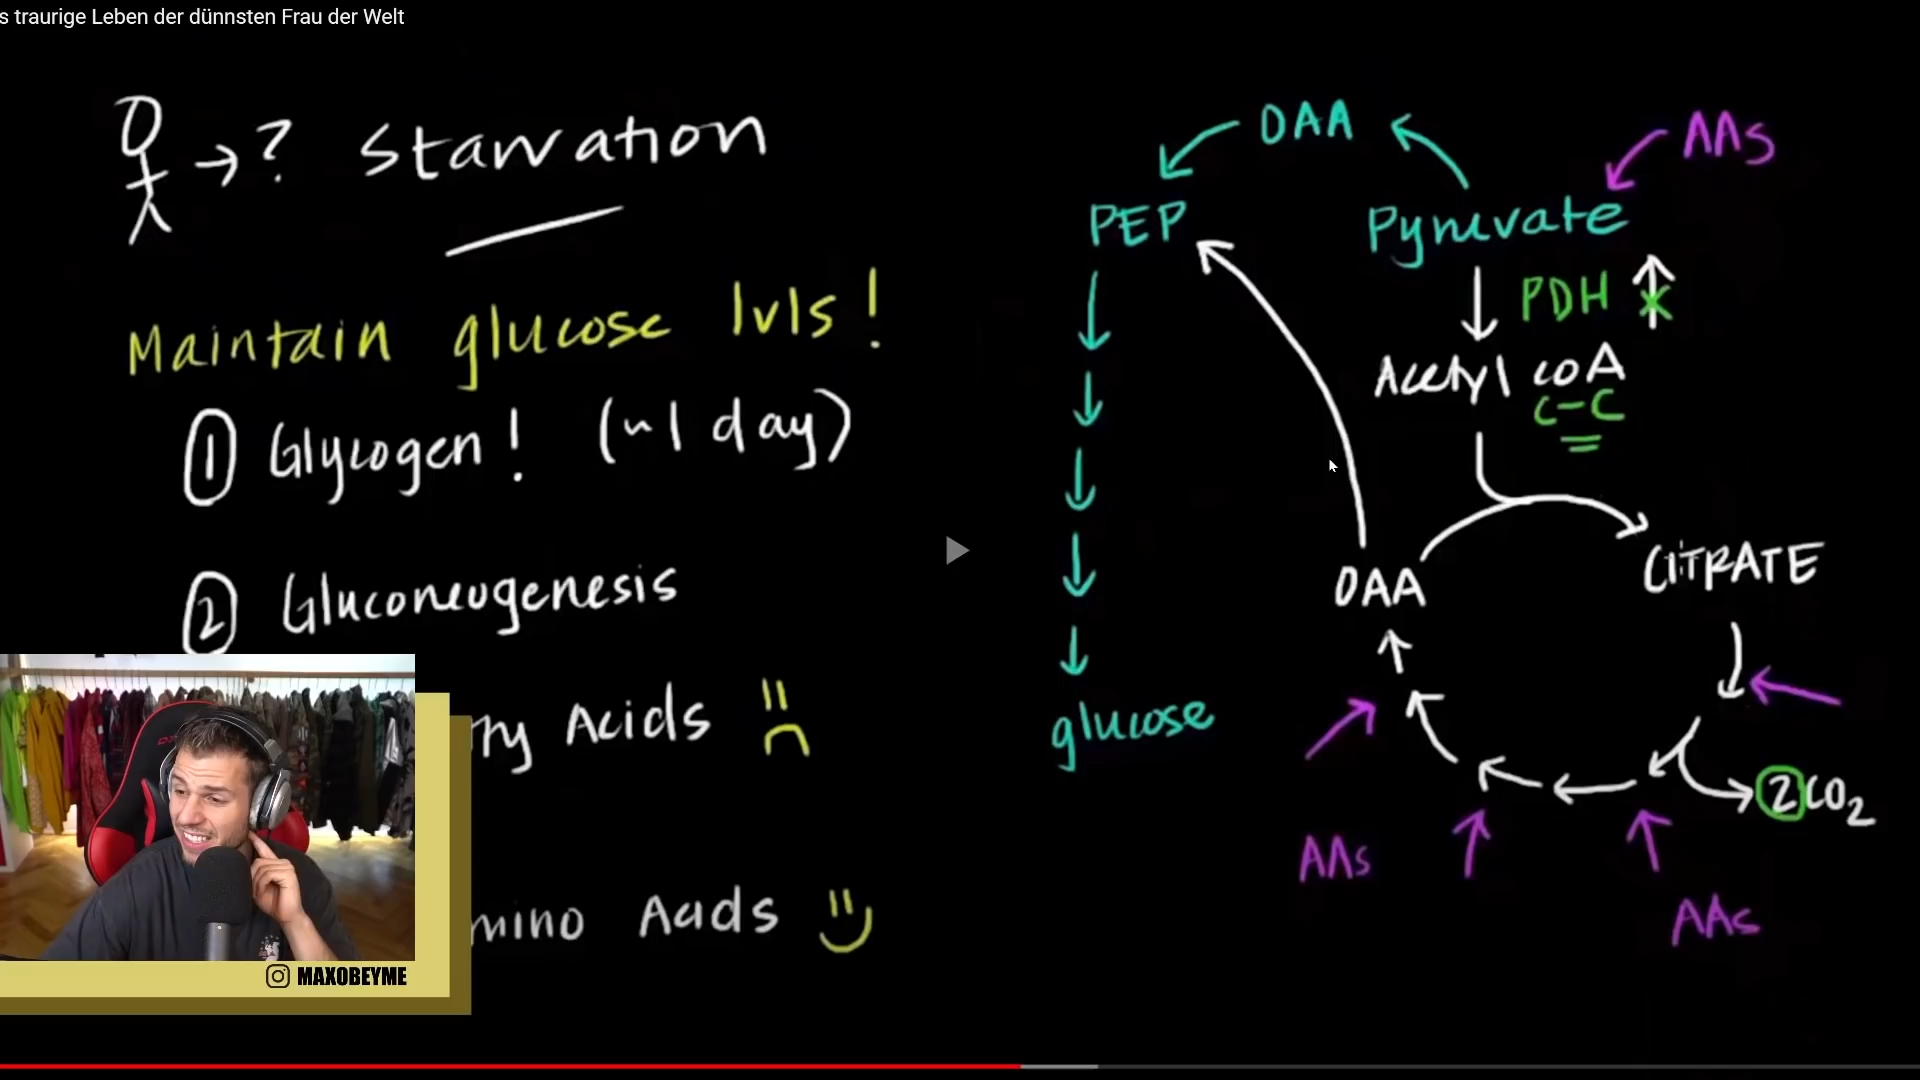 s traurige Leben der dünnsten Frau der Welt
→ ? Starvation
Maintain glucose lvls!
① Glycogen! (~1 day)
② Gluconeogenesis
ty Acids
mino Acids
MAXOBEYME
OAA
AAs
PEP
Pyruvate
PDH
Acetyl coA
C-C
OAA
CITRATE
glucose
2CO2
AAs
AAs